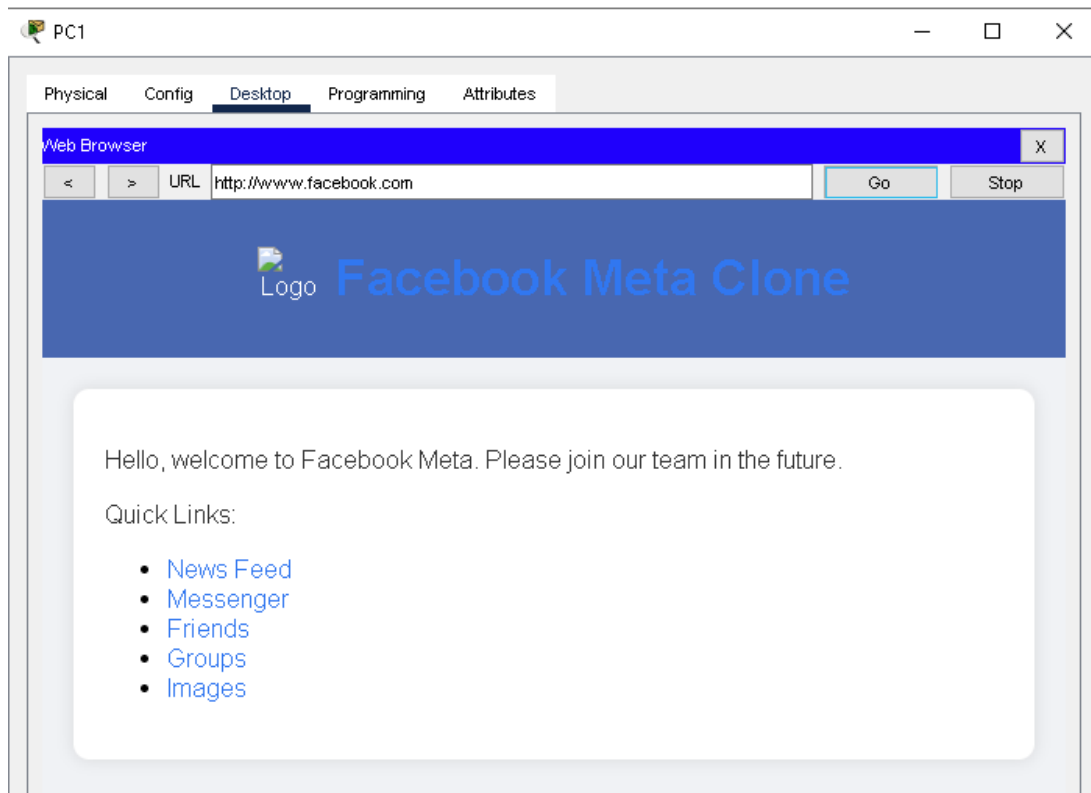 PC1
Physical Config Desktop Programming Attributes
Web Browser X
< > URL http://www.facebook.com Go Stop
Logo Facebook Meta Clone
Hello, welcome to Facebook Meta. Please join our team in the future.
Quick Links:
• News Feed
• Messenger
• Friends
• Groups
• Images